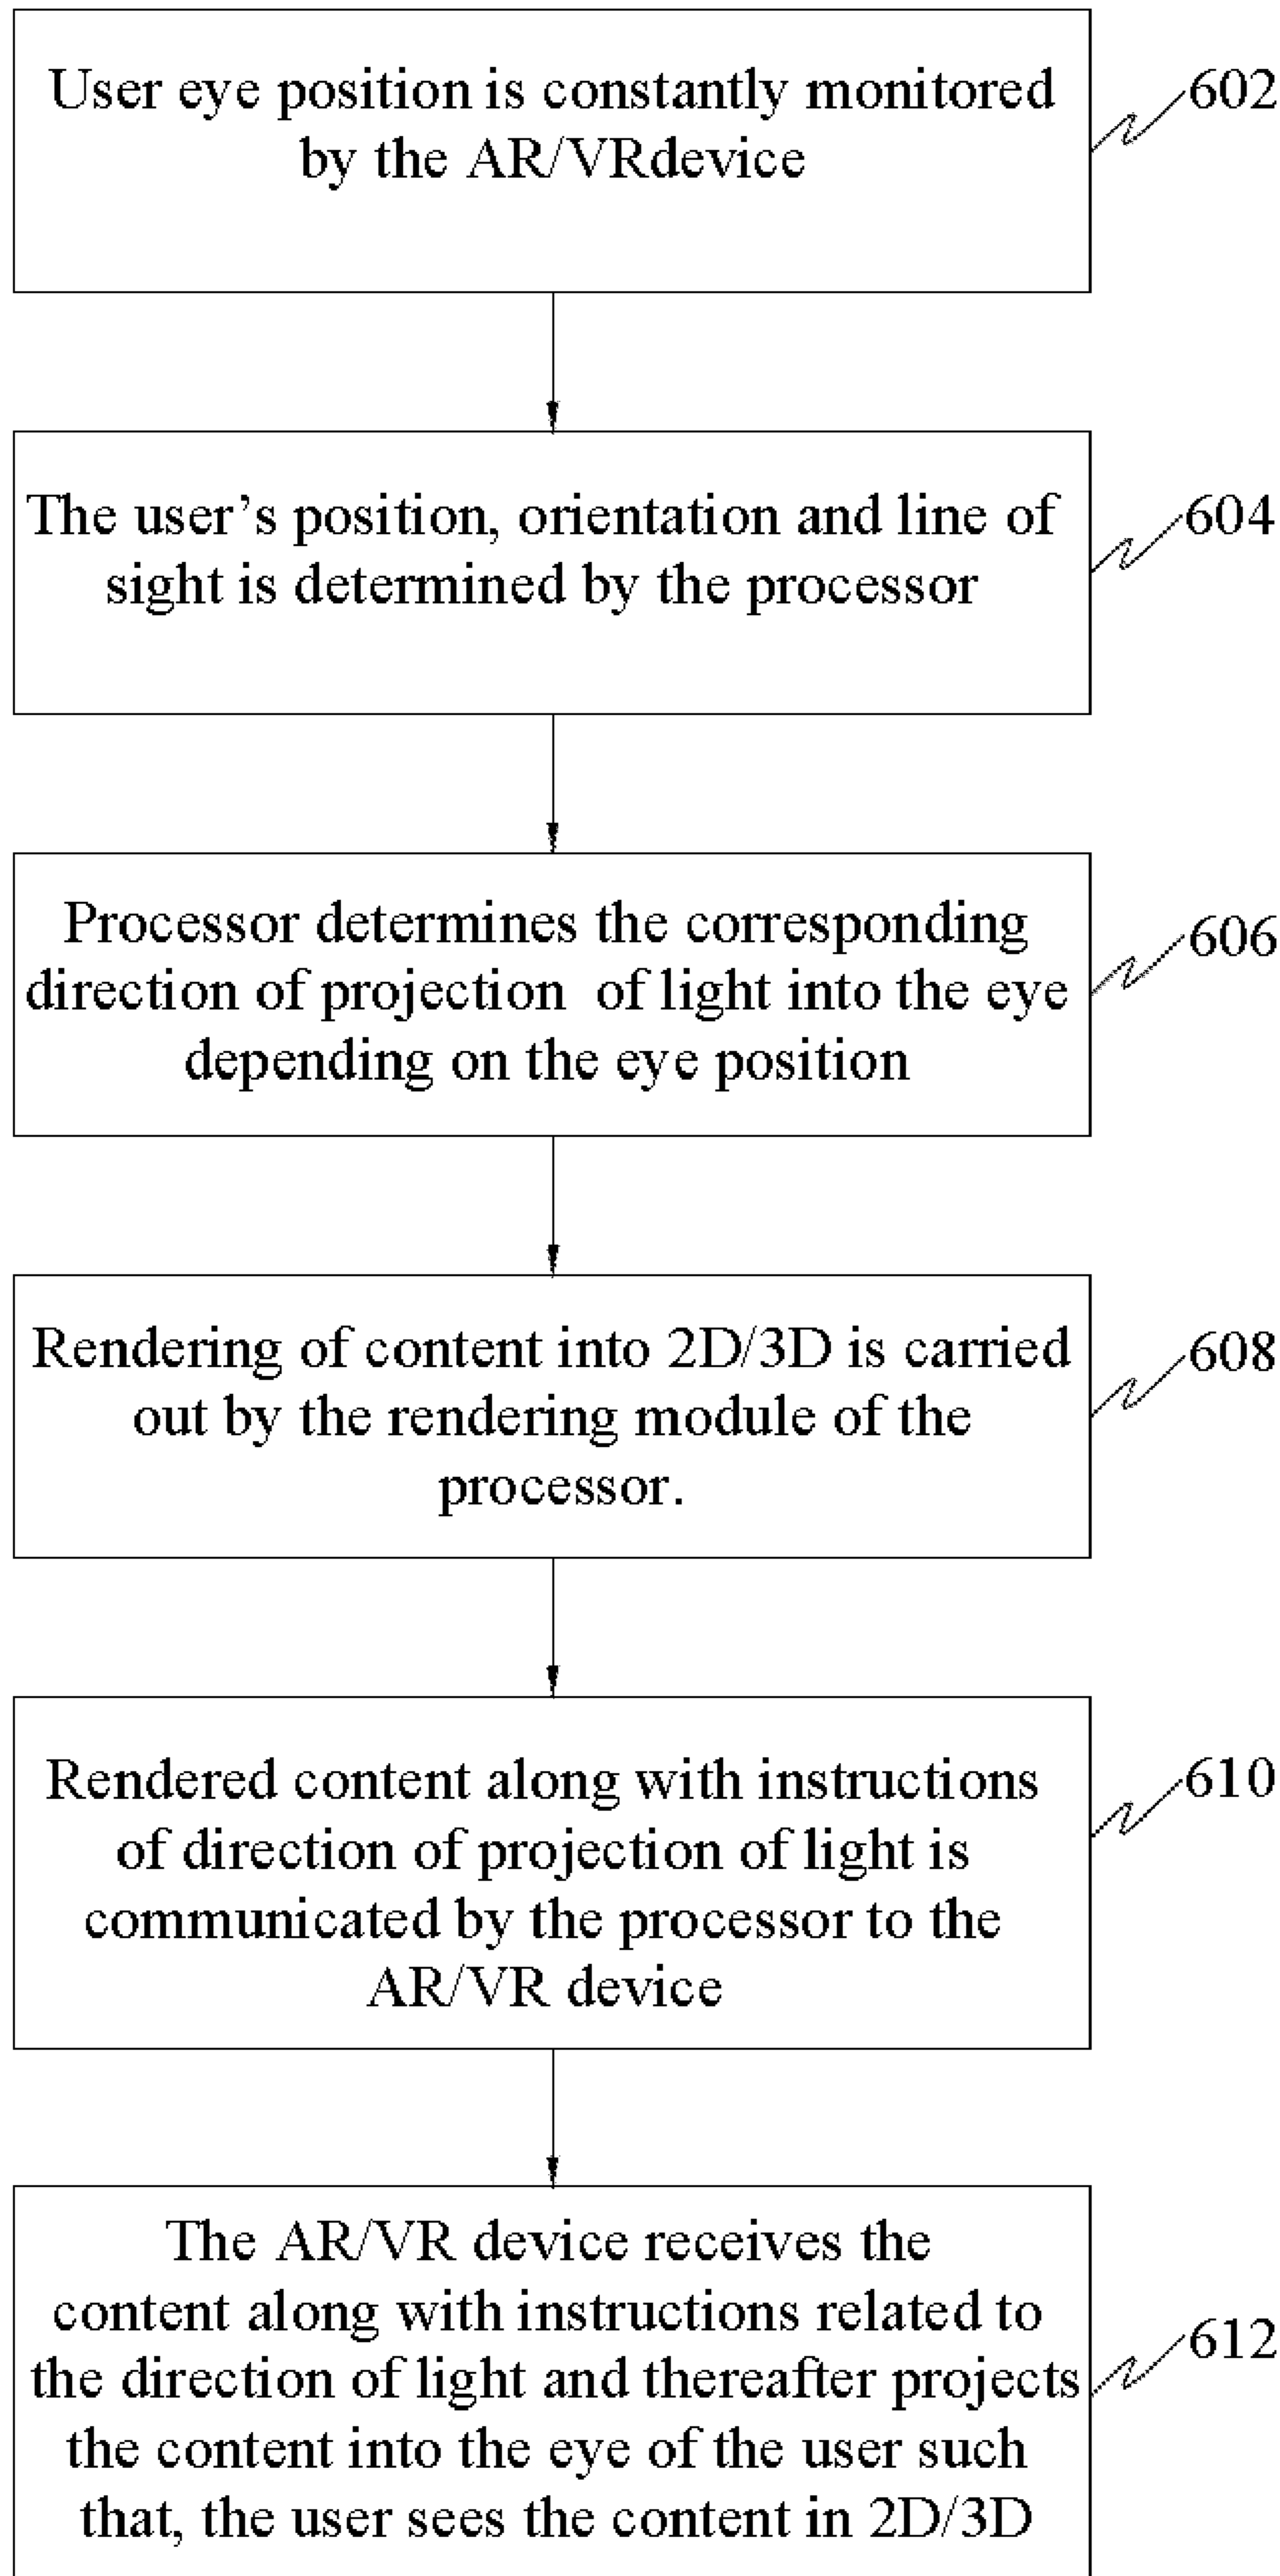 User eye position is constantly monitored
by the AR/VRdevice
602
The user’s position, orientation and line of
sight is determined by the processor
604
Processor determines the corresponding
direction of projection of light into the eye
depending on the eye position
606
Rendering of content into 2D/3D is carried
out by the rendering module of the
processor.
608
Rendered content along with instructions
of direction of projection of light is
communicated by the processor to the
AR/VR device
610
The AR/VR device receives the
content along with instructions related to
the direction of light and thereafter projects
the content into the eye of the user such
that, the user sees the content in 2D/3D
612